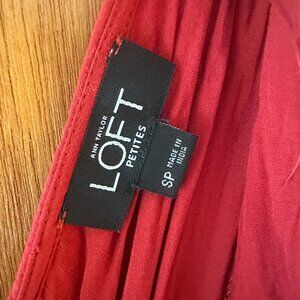 ANN TAYLOR
LOFT
PETITES
SP
MADE IN
INDIA